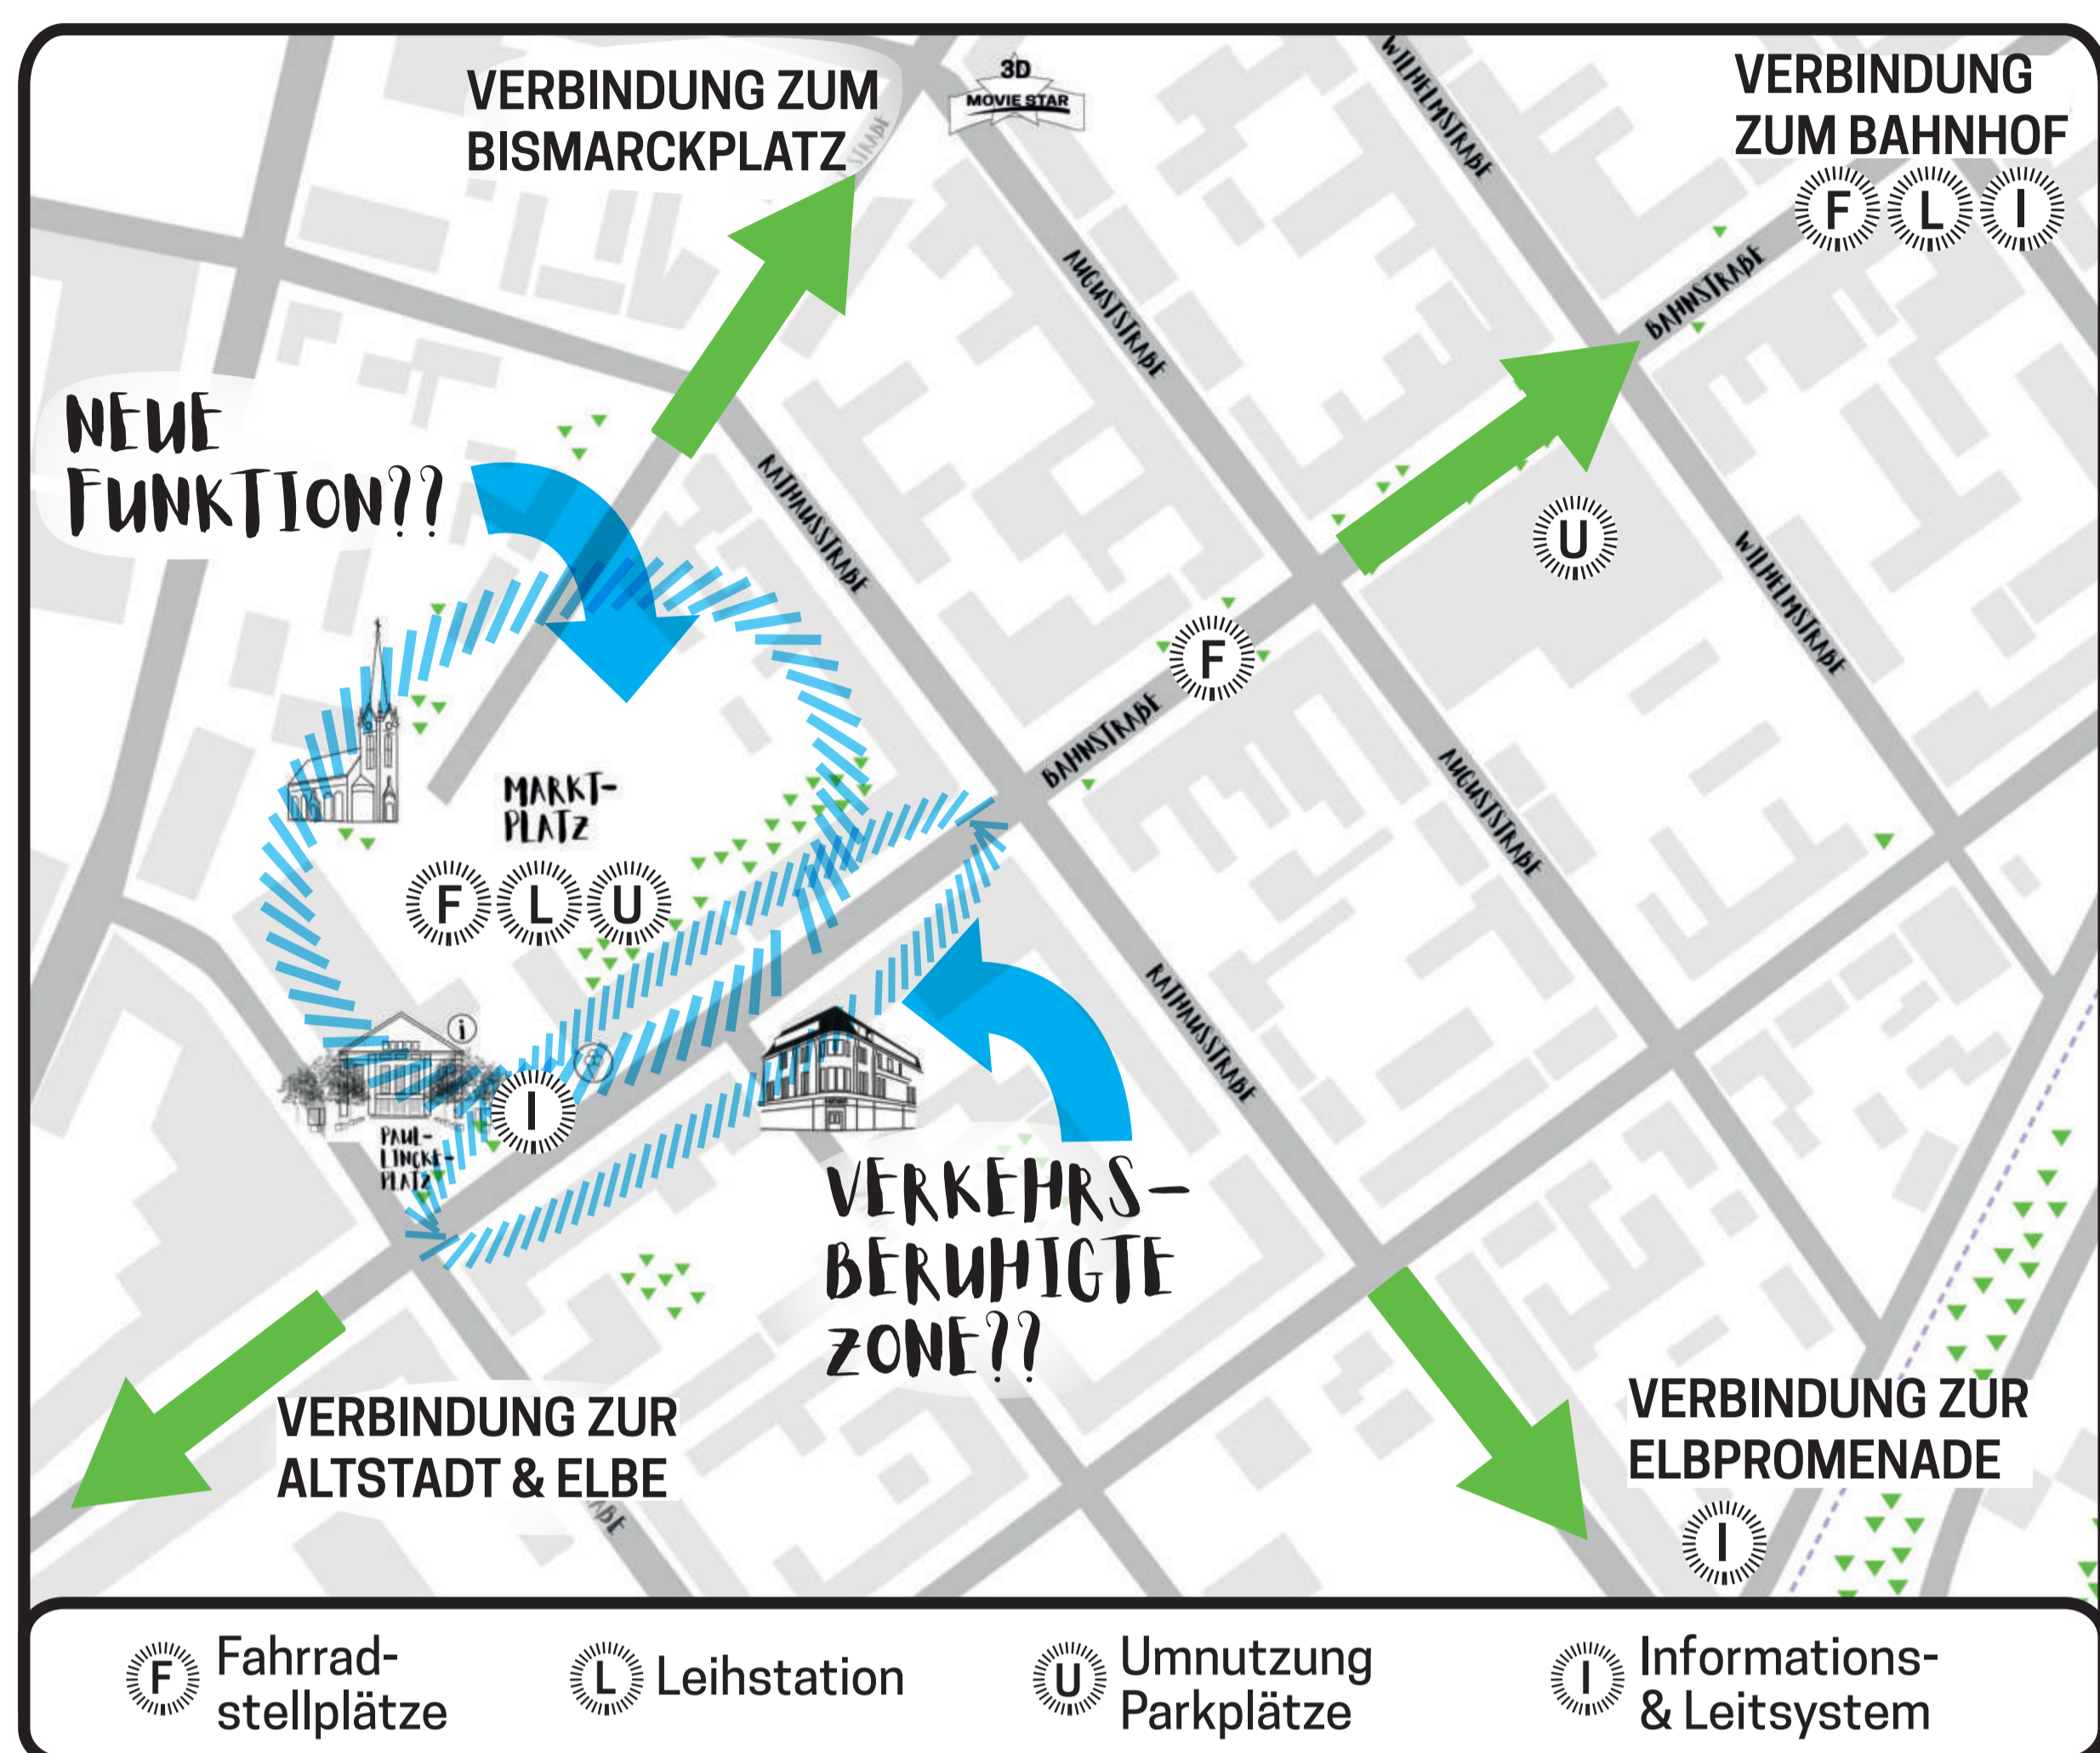 VERBINDUNG ZUM
BISMARCKPLATZ
STRAßE
3D
MOVIE STAR
WILHELMSTRAßE
VERBINDUNG
ZUM BAHNHOF
F L I
BAHNSTRAßE
AUGUSTSTRAßE
NEUE
FUNKTION??
RATHAUSSTRAßE
U
WILHELMSTRAßE
F
BAHNSTRAßE
MARKT-
PLATZ
F L U
AUGUSTSTRAßE
RATHAUSSTRAßE
i
I
PAUL-
LINCKE-
PLATZ
VERKEHRS-
BERUHIGTE
ZONE??
VERBINDUNG ZUR
ALTSTADT & ELBE
VERBINDUNG ZUR
ELBPROMENADE
I
F Fahrrad-
stellplätze
L Leihstation
U Umnutzung
Parkplätze
I Informations-
& Leitsystem